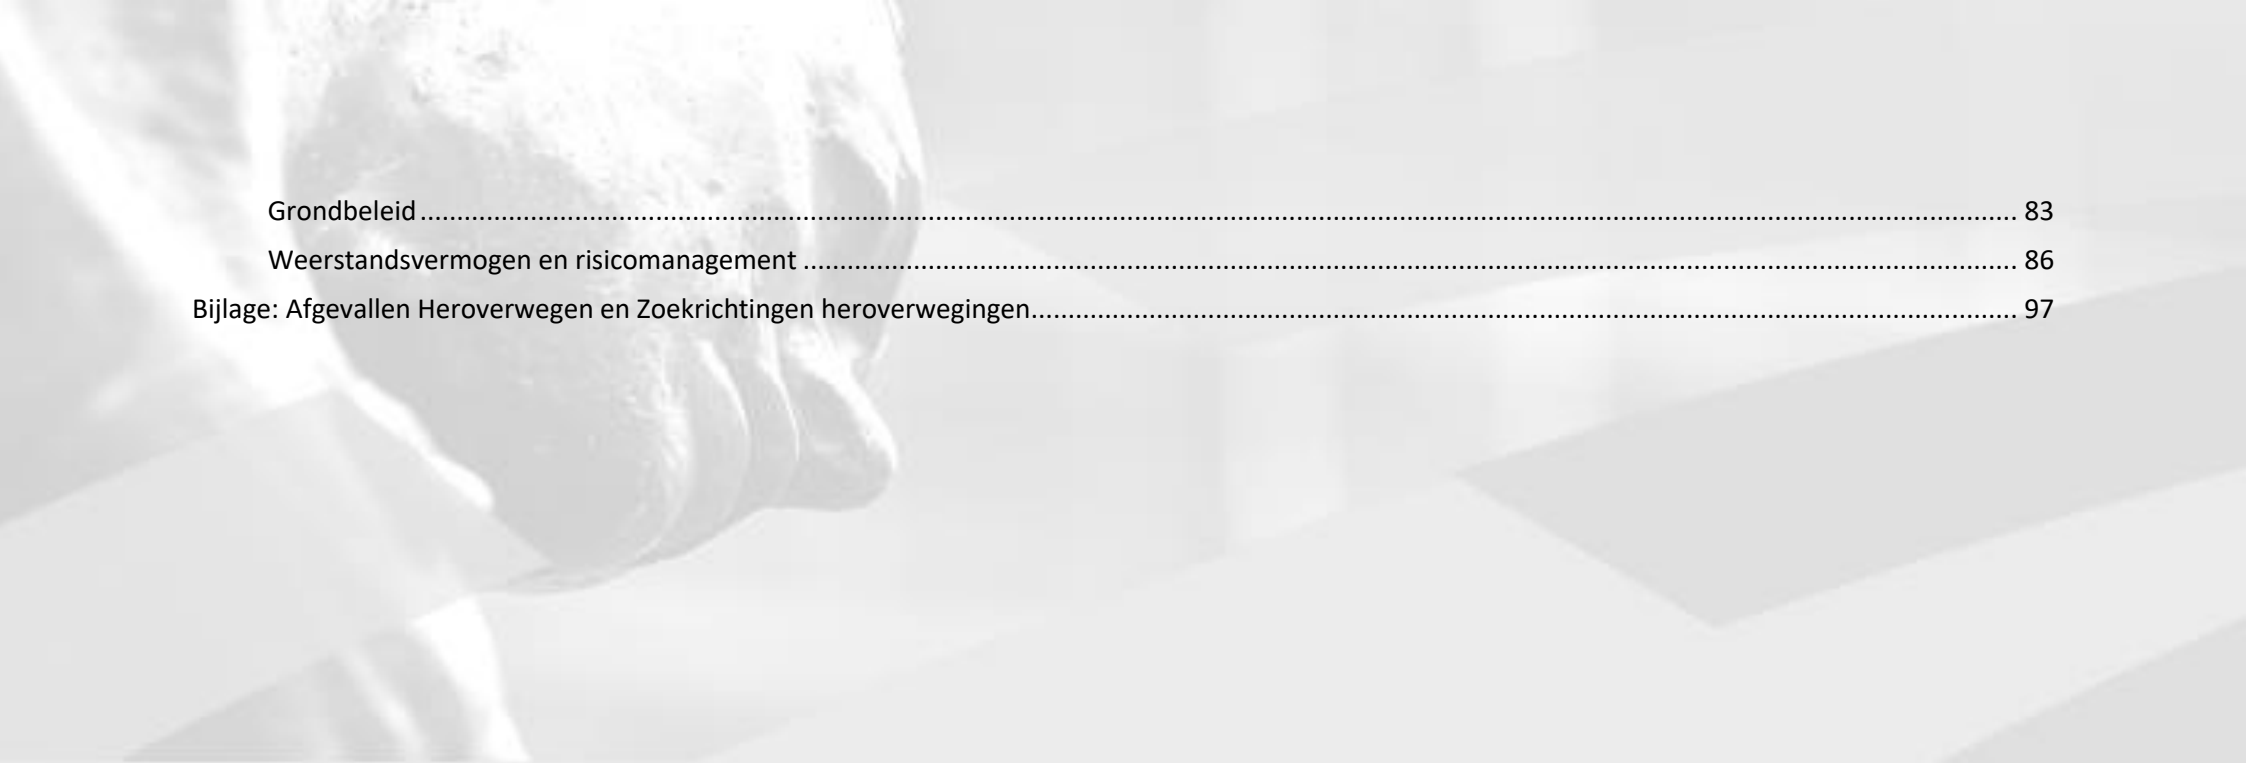 Grondbeleid ........................................ 83
Weerstandsvermogen en risicomanagement ........................................ 86
Bijlage: Afgevallen Heroverwegen en Zoekrichtingen heroverwegingen ........................................ 97